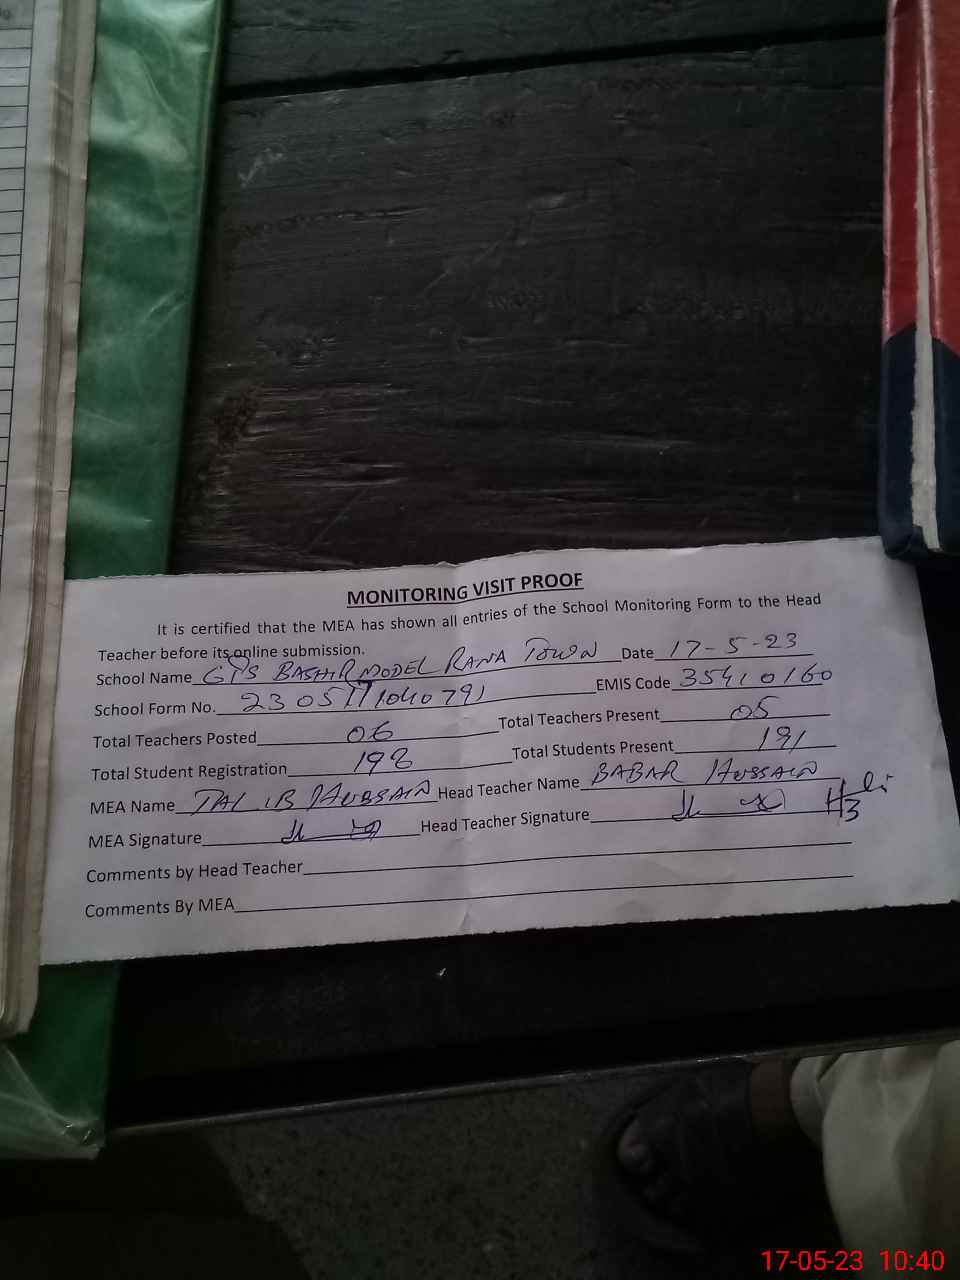 MONITORING VISIT PROOF
It is certified that the MEA has shown all entries of the School Monitoring Form to the Head
Teacher before its online submission.
School Name GPS BASHIR MODEL RANA TOWN Date 17-5-23
School Form No. EMIS Code 35410160
Total Teachers Posted 06 Total Teachers Present 05
Total Student Registration 198 Total Students Present 191
MEA Name TALIB HUSSAIN Head Teacher Name BABAR HUSSAIN
MEA Signature Head Teacher Signature
Comments by Head Teacher
Comments By MEA
17-05-23 10:40